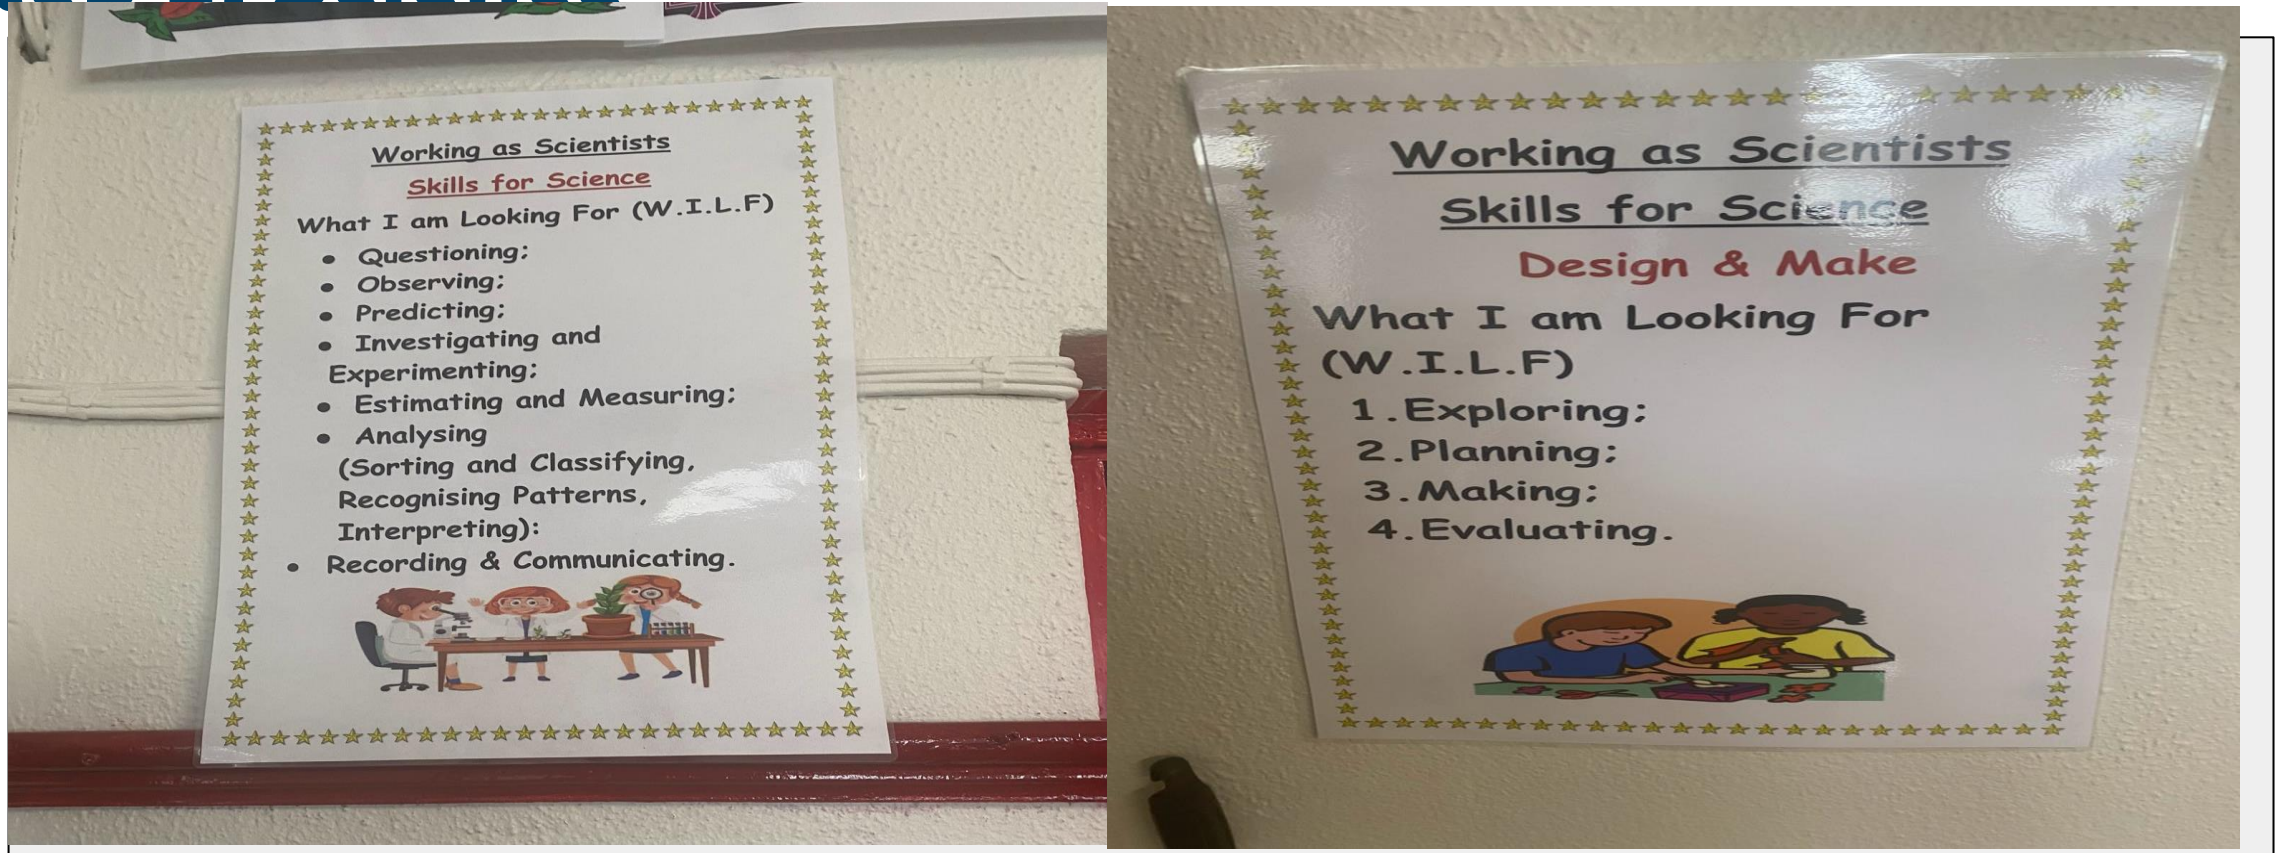 Working as Scientists
Skills for Science
What I am Looking For (W.I.L.F)
• Questioning;
• Observing;
• Predicting;
• Investigating and
Experimenting;
• Estimating and Measuring;
• Analysing
(Sorting and Classifying,
Recognising Patterns,
Interpreting):
• Recording & Communicating.
Working as Scientists
Skills for Science
Design & Make
What I am Looking For
(W.I.L.F)
1.Exploring;
2.Planning;
3.Making;
4.Evaluating.